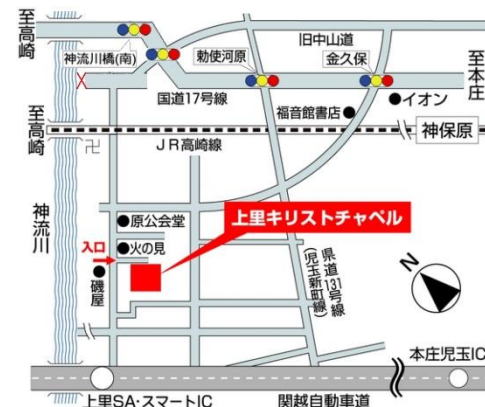 至高崎
神流川橋(南)
勅使河原
旧中山道
金久保
至本庄
国道17号線
イオン
福音館書店
至高崎
卍
JR高崎線
神保原
神流川
原公会堂
上里キリストチャペル
入口
火の見
磯屋
県道131号線
(児玉新町線)
N
本庄児玉IC
上里SA・スマートIC
関越自動車道